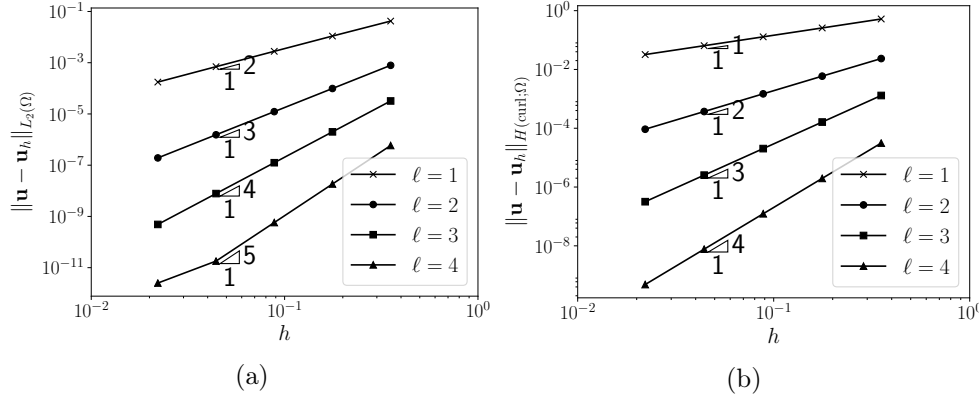 10^{-1}
10^{-3}
10^{-5}
10^{-7}
10^{-9}
10^{-11}
‖u − u_h‖_{L_2(Ω)}
2
1
3
1
4
1
5
1
ℓ = 1
ℓ = 2
ℓ = 3
ℓ = 4
10^{-2}
10^{-1}
10^{0}
h
(a)
10^{0}
10^{-2}
10^{-4}
10^{-6}
10^{-8}
‖u − u_h‖_{H(curl;Ω)}
1
1
2
1
3
1
4
1
ℓ = 1
ℓ = 2
ℓ = 3
ℓ = 4
10^{-2}
10^{-1}
10^{0}
h
(b)